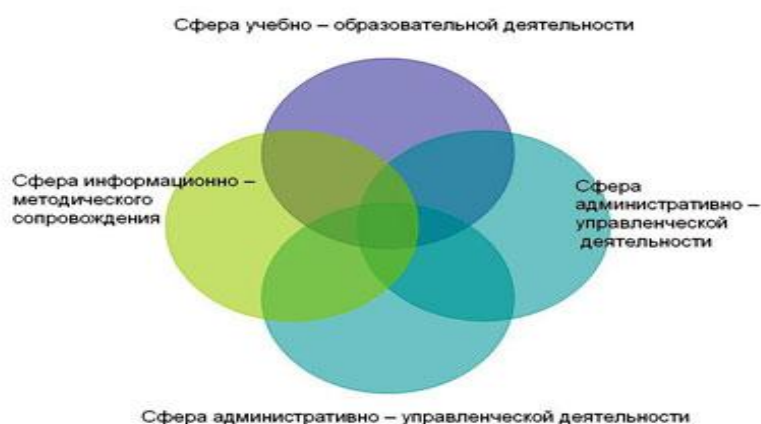 Сфера учебно – образовательной деятельности
Сфера информационно –
методического
сопровождения
Сфера
административно –
управленческой
деятельности
Сфера административно – управленческой деятельности